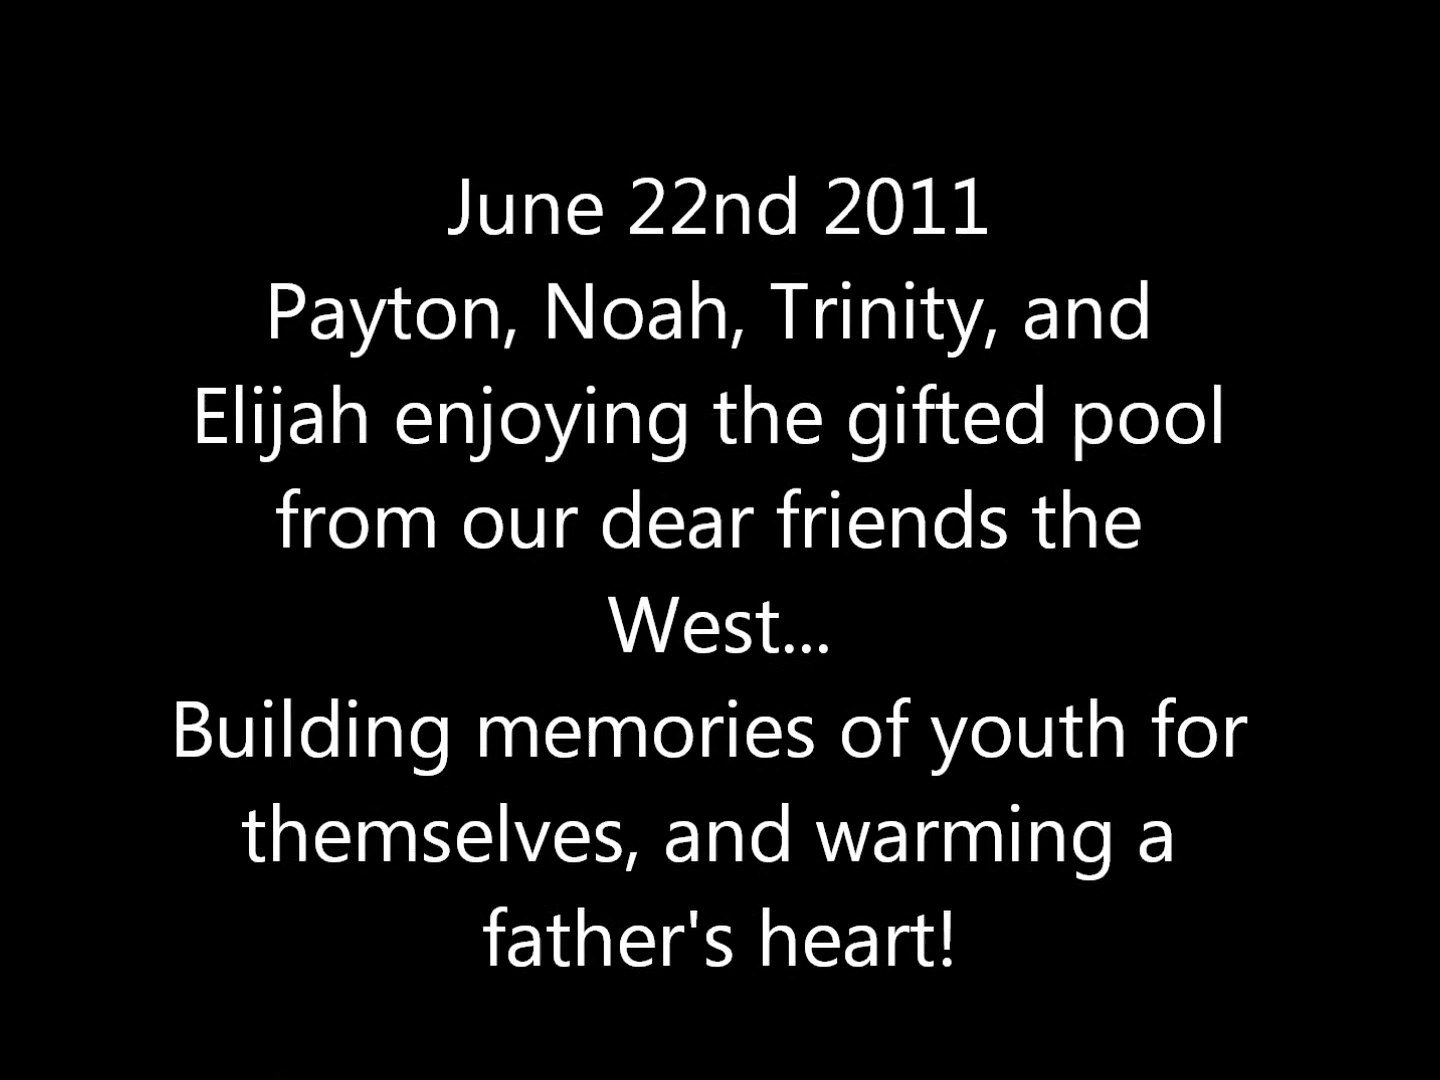 June 22nd 2011
Payton, Noah, Trinity, and
Elijah enjoying the gifted pool
from our dear friends the
West...
Building memories of youth for
themselves, and warming a
father's heart!